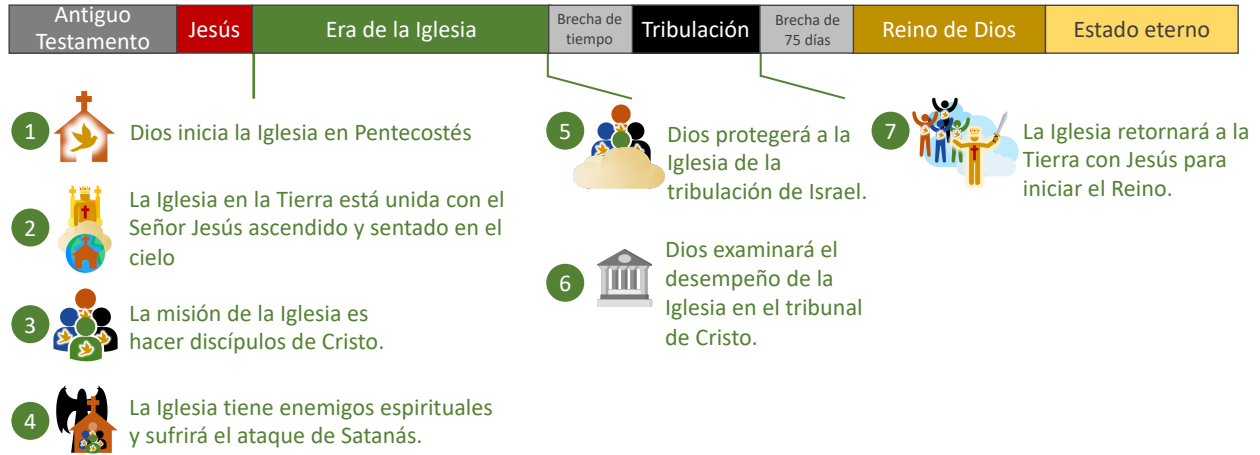 Antiguo
Testamento
Jesús
Era de la Iglesia
Brecha de
tiempo
Tribulación
Brecha de
75 días
Reino de Dios
Estado eterno
1
Dios inicia la Iglesia en Pentecostés
2
La Iglesia en la Tierra está unida con el
Señor Jesús ascendido y sentado en el
cielo
3
La misión de la Iglesia es
hacer discípulos de Cristo.
4
La Iglesia tiene enemigos espirituales
y sufrirá el ataque de Satanás.
5
Dios protegerá a la
Iglesia de la
tribulación de Israel.
6
Dios examinará el
desempeño de la
Iglesia en el tribunal
de Cristo.
7
La Iglesia retornará a la
Tierra con Jesús para
iniciar el Reino.